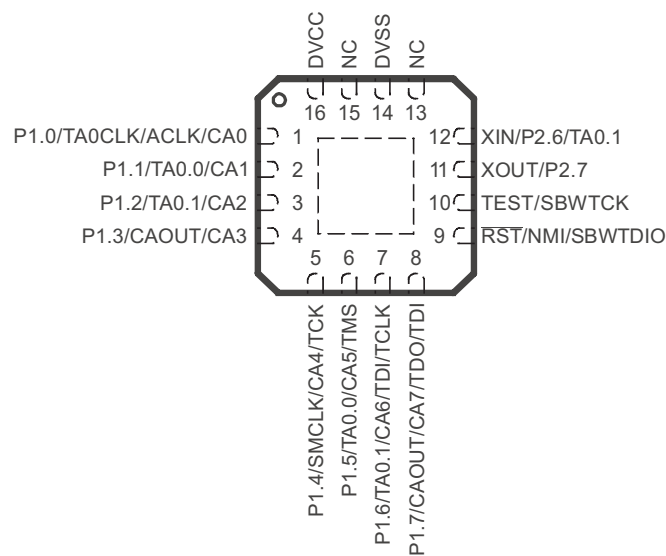 DVCC
NC
DVSS
NC
16 15 14 13
P1.0/TA0CLK/ACLK/CA0 1
P1.1/TA0.0/CA1 2
P1.2/TA0.1/CA2 3
P1.3/CAOUT/CA3 4
12 XIN/P2.6/TA0.1
11 XOUT/P2.7
10 TEST/SBWTCK
9 RST/NMI/SBWTDIO
5 6 7 8
P1.4/SMCLK/CA4/TCK
P1.5/TA0.0/CA5/TMS
P1.6/TA0.1/CA6/TDI/TCLK
P1.7/CAOUT/CA7/TDO/TDI